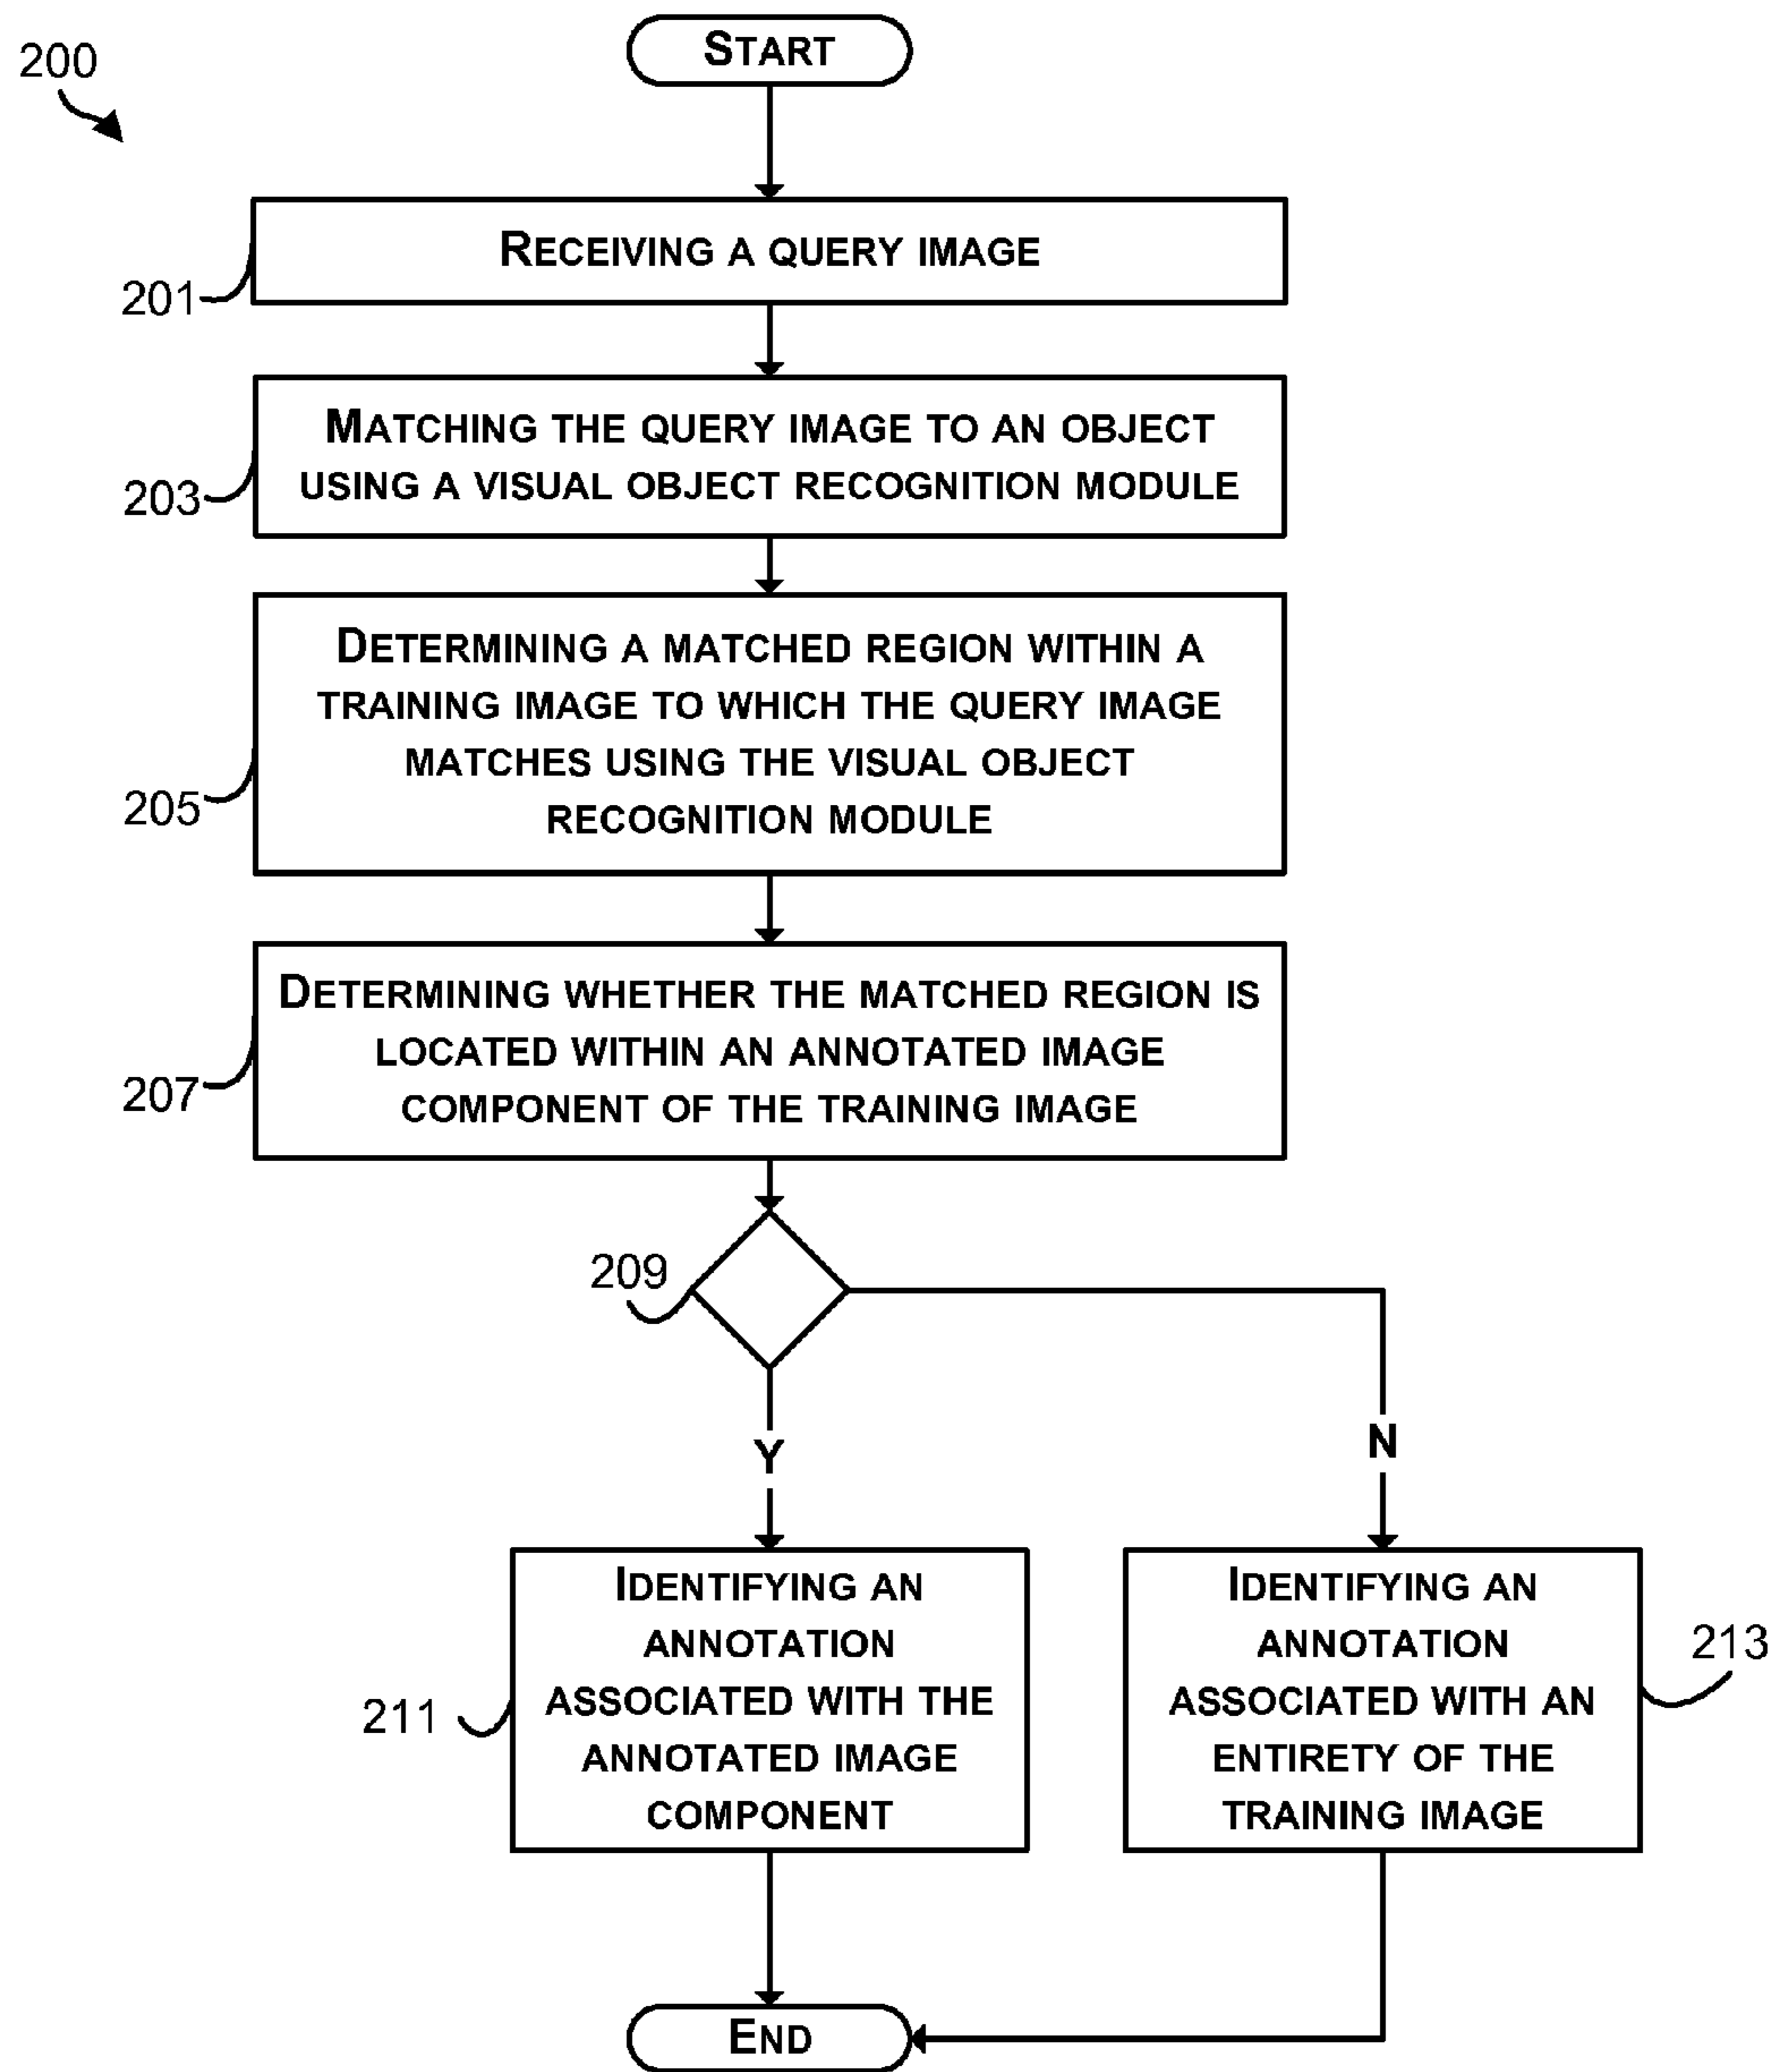 200
START
RECEIVING A QUERY IMAGE
201
MATCHING THE QUERY IMAGE TO AN OBJECT
USING A VISUAL OBJECT RECOGNITION MODULE
203
DETERMINING A MATCHED REGION WITHIN A
TRAINING IMAGE TO WHICH THE QUERY IMAGE
MATCHES USING THE VISUAL OBJECT
RECOGNITION MODULE
205
DETERMINING WHETHER THE MATCHED REGION IS
LOCATED WITHIN AN ANNOTATED IMAGE
COMPONENT OF THE TRAINING IMAGE
207
209
Y
N
IDENTIFYING AN
ANNOTATION
ASSOCIATED WITH THE
ANNOTATED IMAGE
COMPONENT
211
IDENTIFYING AN
ANNOTATION
ASSOCIATED WITH AN
ENTIRETY OF THE
TRAINING IMAGE
213
END